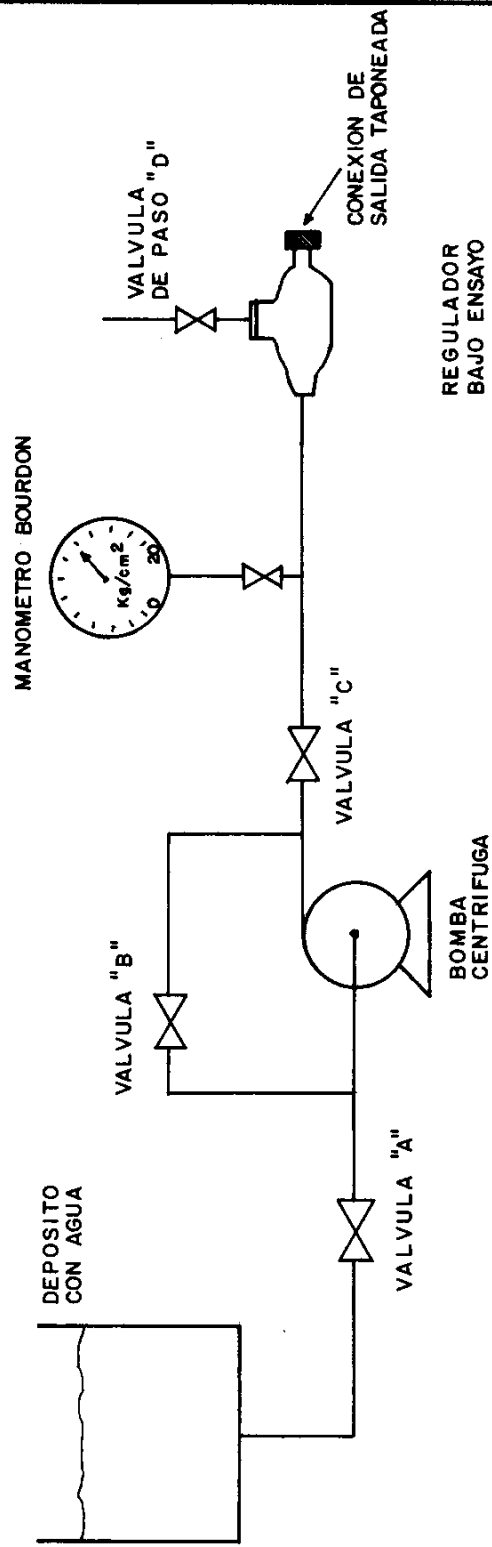 DEPOSITO
CON AGUA
VALVULA "A"
VALVULA "B"
BOMBA
CENTRIFUGA
VALVULA "C"
MANOMETRO BOURDON
Kg/cm2
0
20
VALVULA
DE PASO "D"
CONEXION DE
SALIDA TAPONEADA
REGULADOR
BAJO ENSAYO